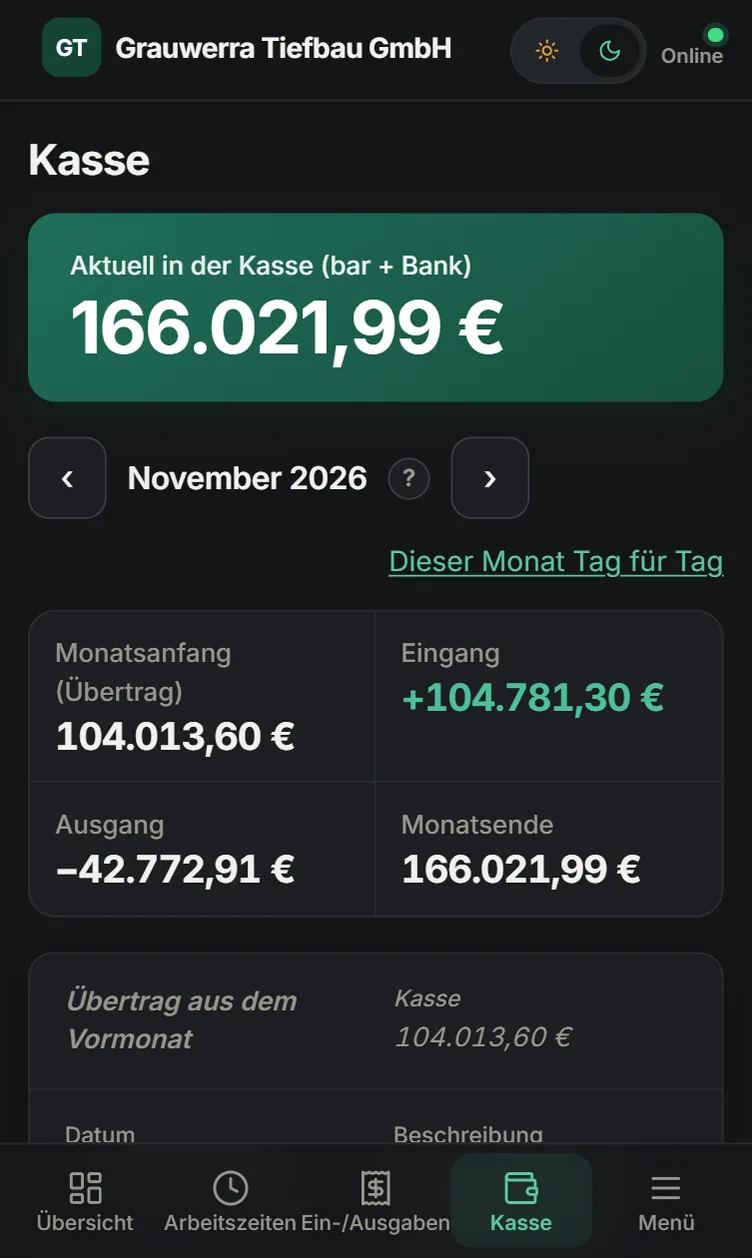 GT Grauwerra Tiefbau GmbH
Online
Kasse
Aktuell in der Kasse (bar + Bank)
166.021,99 €
‹ November 2026 ? ›
Dieser Monat Tag für Tag
Monatsanfang
(Übertrag)
104.013,60 €
Eingang
+104.781,30 €
Ausgang
−42.772,91 €
Monatsende
166.021,99 €
Übertrag aus dem
Vormonat
Kasse
104.013,60 €
Datum
Beschreibung
Übersicht
Arbeitszeiten
Ein-/Ausgaben
Kasse
Menü